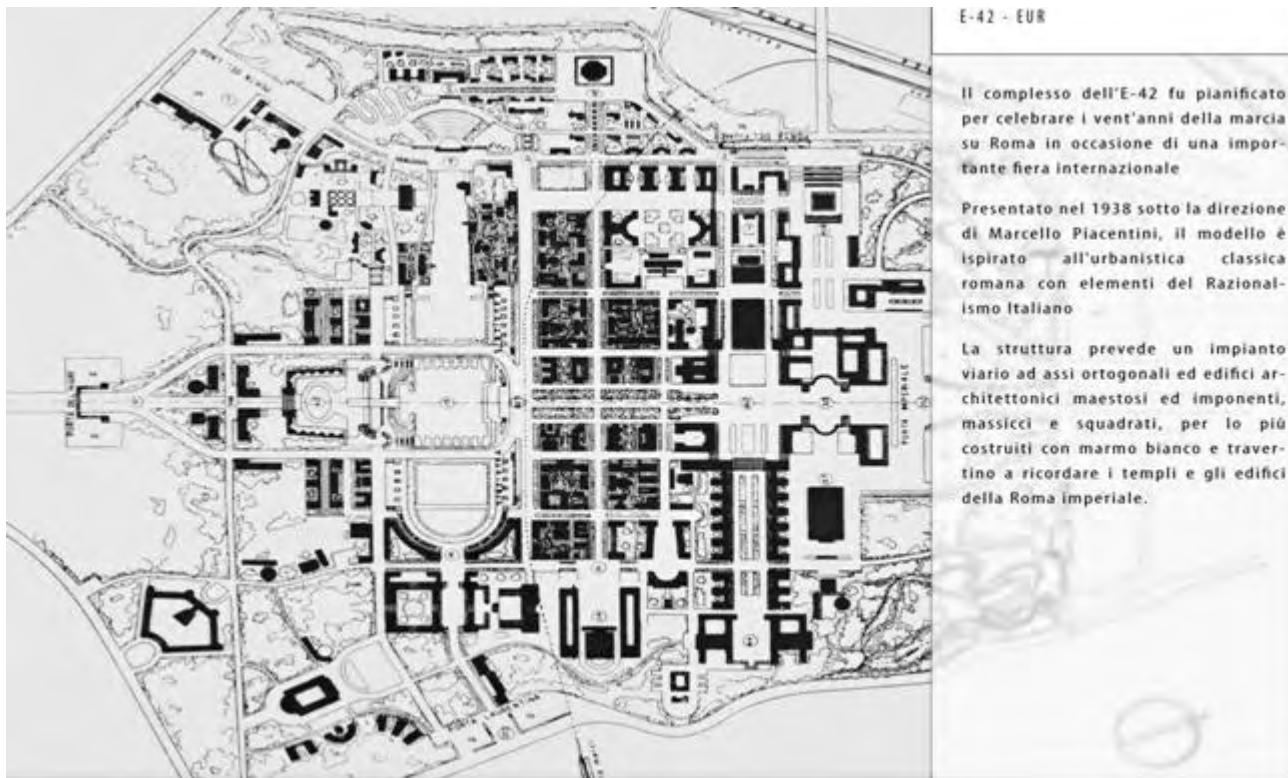 E-42 - EUR
Il complesso dell'E-42 fu pianificato
per celebrare i vent'anni della marcia
su Roma in occasione di una impor-
tante fiera internazionale
Presentato nel 1938 sotto la direzione
di Marcello Piacentini, il modello è
ispirato all'urbanistica classica
romana con elementi del Razional-
ismo Italiano
La struttura prevede un impianto
viario ad assi ortogonali ed edifici ar-
chitettonici maestosi ed imponenti,
massicci e squadrati, per lo più
costruiti con marmo bianco e traver-
tino a ricordare i templi e gli edifici
della Roma imperiale.
PORTA IMPERIALE